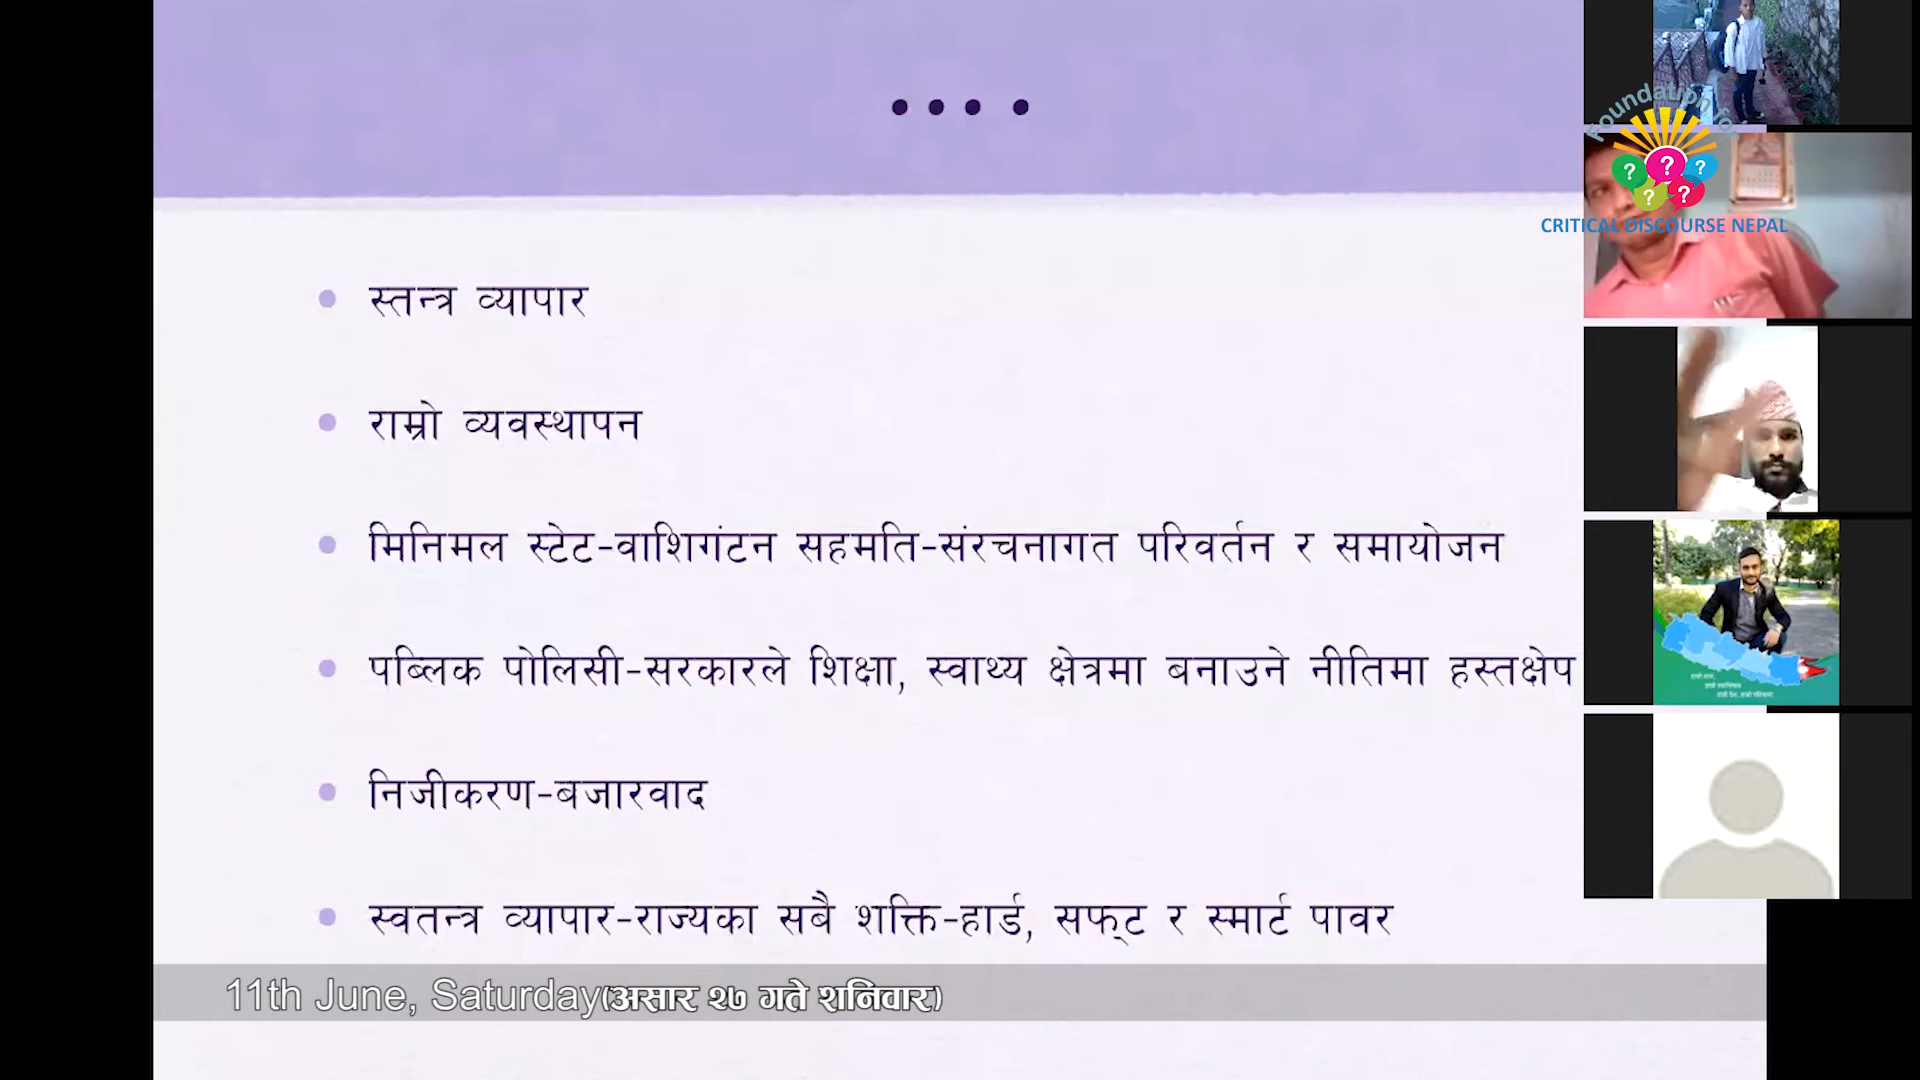 • • • •
Foundation for
CRITICAL DISCOURSE NEPAL
• स्तन्त्र व्यापार
• राम्रो व्यवस्थापन
• मिनिमल स्टेट-वाशिगंटन सहमति-संरचनागत परिवर्तन र समायोजन
• पब्लिक पोलिसी-सरकारले शिक्षा, स्वाथ्य क्षेत्रमा बनाउने नीतिमा हस्तक्षेप
• निजीकरण-बजारवाद
• स्वतन्त्र व्यापार-राज्यका सबै शक्ति-हार्ड, सफ्ट र स्मार्ट पावर
11th June, Saturday(असार २७ गते शनिवार)